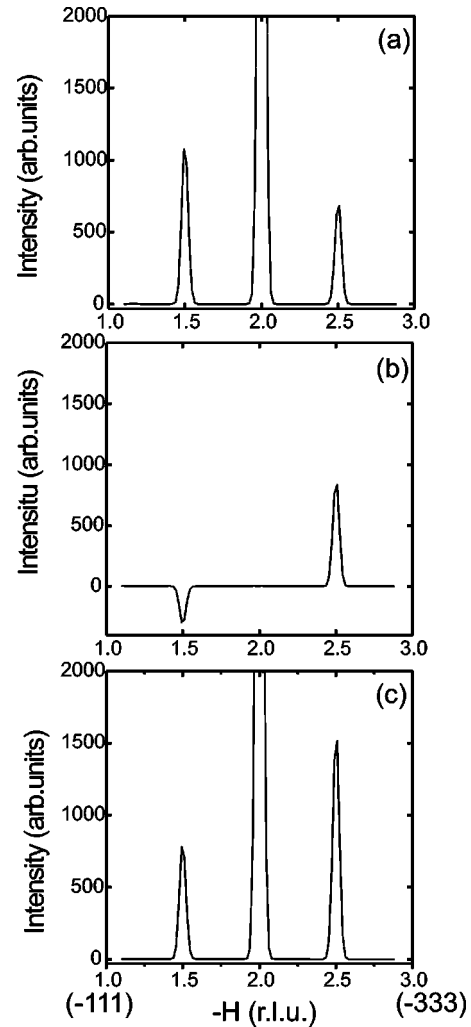 (a)
2000
1500
1000
500
0
Intensity (arb.units)
1.0 1.5 2.0 2.5 3.0
(b)
2000
1500
1000
500
0
Intensitu (arb.units)
1.0 1.5 2.0 2.5 3.0
(c)
2000
1500
1000
500
0
Intensity (arb.units)
1.0 1.5 2.0 2.5 3.0
(-111) -H (r.l.u.) (-333)